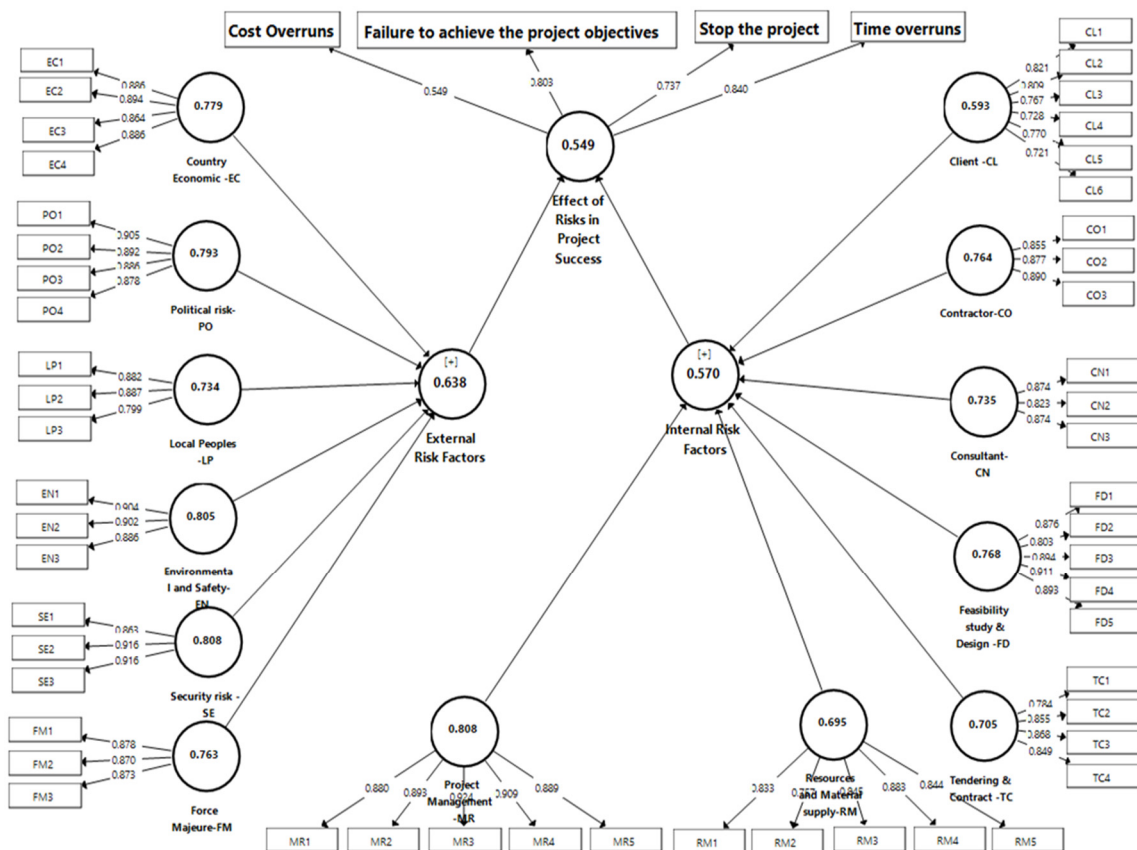 Cost Overruns
Failure to achieve the project objectives
Stop the project
Time overruns
0.549
0.803
0.737
0.840
0.549
Effect of
Risks in
Project
Success
EC1
EC2
EC3
EC4
0.886
0.894
0.864
0.886
0.779
Country
Economic -EC
PO1
PO2
PO3
PO4
0.905
0.892
0.886
0.878
0.793
Political risk-
PO
LP1
LP2
LP3
0.882
0.887
0.799
0.734
Local Peoples
-LP
EN1
EN2
EN3
0.904
0.902
0.886
0.805
Environmenta
l and Safety-
EN
SE1
SE2
SE3
0.863
0.916
0.916
0.808
Security risk -
SE
FM1
FM2
FM3
0.878
0.870
0.873
0.763
Force
Majeure-FM
[+]
0.638
External
Risk Factors
[+]
0.570
Internal Risk
Factors
CL1
CL2
CL3
CL4
CL5
CL6
0.821
0.809
0.767
0.728
0.770
0.721
0.593
Client -CL
CO1
CO2
CO3
0.855
0.877
0.890
0.764
Contractor-CO
CN1
CN2
CN3
0.874
0.823
0.874
0.735
Consultant-
CN
FD1
FD2
FD3
FD4
FD5
0.876
0.803
0.894
0.911
0.893
0.768
Feasibility
study &
Design -FD
TC1
TC2
TC3
TC4
0.784
0.855
0.868
0.849
0.705
Tendering &
Contract -TC
0.808
Project
Management
-MR
0.880
0.893
0.924
0.909
0.889
MR1
MR2
MR3
MR4
MR5
0.695
Resources
and Material
supply-RM
0.833
0.883
0.844
RM1
RM2
RM3
RM4
RM5